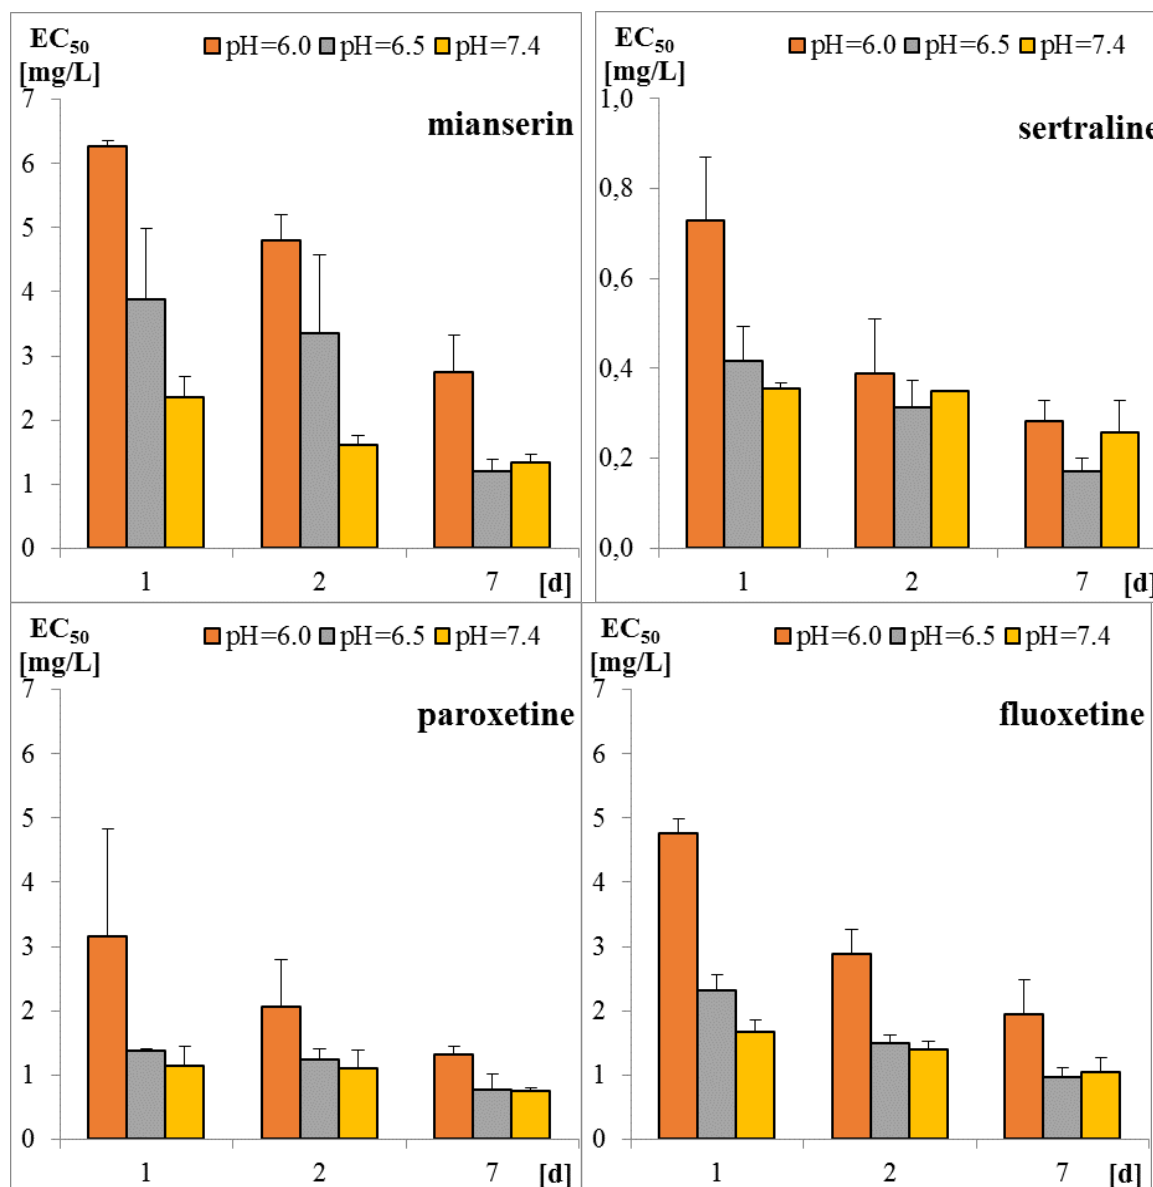 EC50
[mg/L]
pH=6.0 pH=6.5 pH=7.4
mianserin
7
6
5
4
3
2
1
0
1 2 7 [d]
EC50
[mg/L]
pH=6.0 pH=6.5 pH=7.4
sertraline
1,0
0,8
0,6
0,4
0,2
0,0
1 2 7 [d]
EC50
[mg/L]
pH=6.0 pH=6.5 pH=7.4
paroxetine
7
6
5
4
3
2
1
0
1 2 7 [d]
EC50
[mg/L]
pH=6.0 pH=6.5 pH=7.4
fluoxetine
7
6
5
4
3
2
1
0
1 2 7 [d]